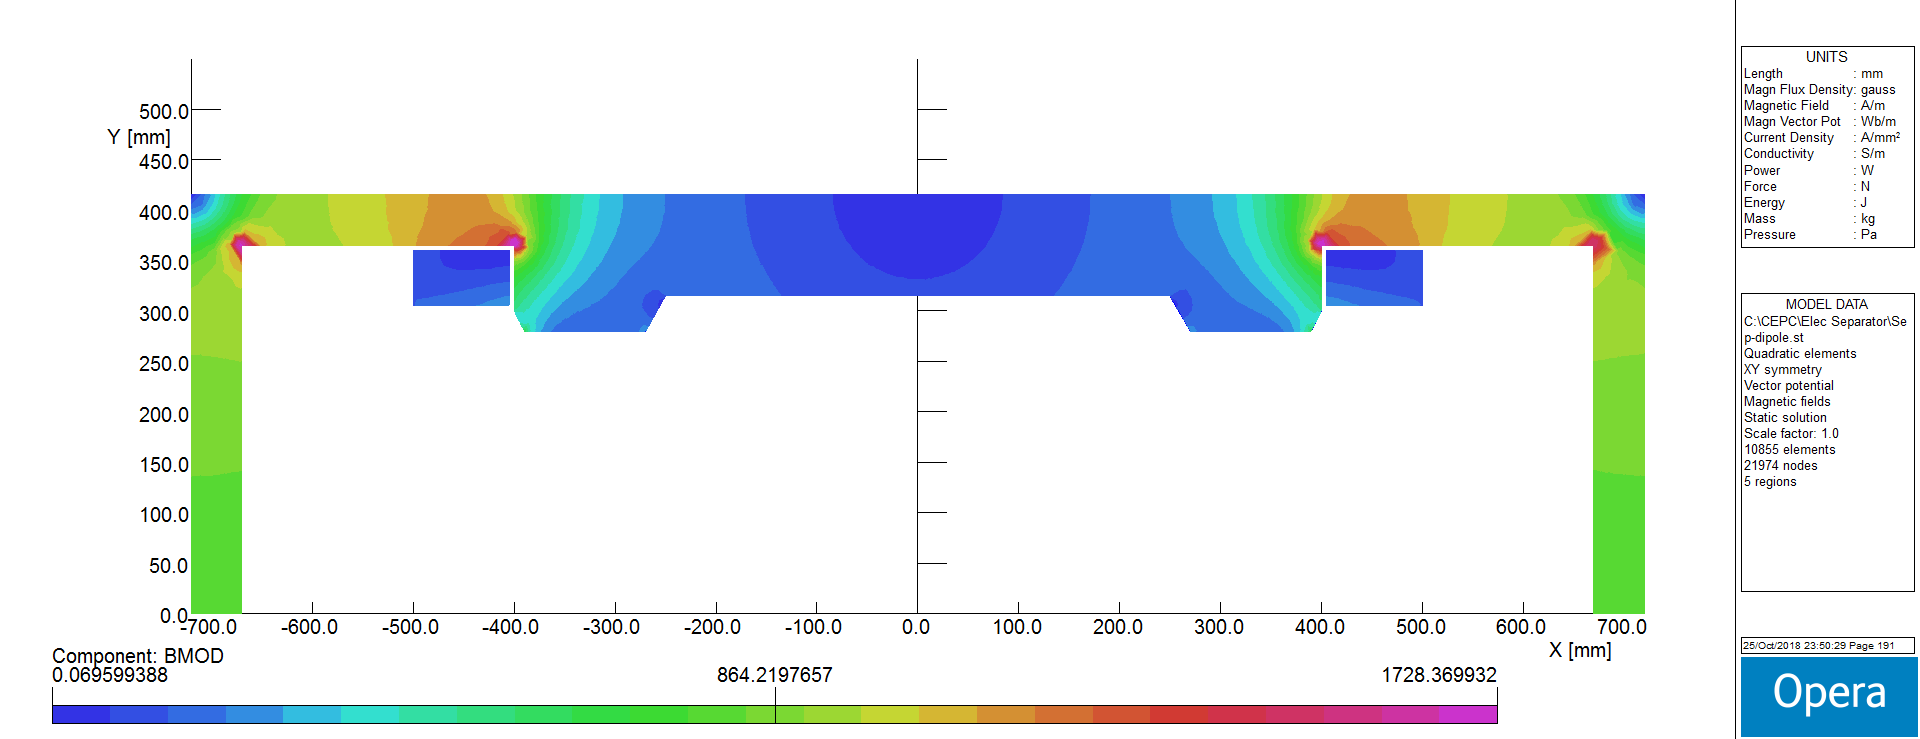 500.0
Y [mm]
450.0
400.0
350.0
300.0
250.0
200.0
150.0
100.0
50.0
0.0
-700.0 -600.0 -500.0 -400.0 -300.0 -200.0 -100.0 0.0 100.0 200.0 300.0 400.0 500.0 600.0 700.0
X [mm]
Component: BMOD
0.069599388 864.2197657 1728.369932
UNITS
Length : mm
Magn Flux Density: gauss
Magnetic Field : A/m
Magn Vector Pot : Wb/m
Current Density : A/mm²
Conductivity : S/m
Power : W
Force : N
Energy : J
Mass : kg
Pressure : Pa
MODEL DATA
C:\CEPC\Elec Separator\Se
p-dipole.st
Quadratic elements
XY symmetry
Vector potential
Magnetic fields
Static solution
Scale factor: 1.0
10855 elements
21974 nodes
5 regions
25/Oct/2018 23:50:29 Page 191
Opera